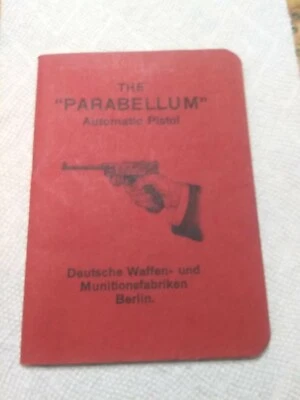 THE
"PARABELLUM"
Automatic Pistol
Deutsche Waffen- und
Munitionsfabriken
Berlin.